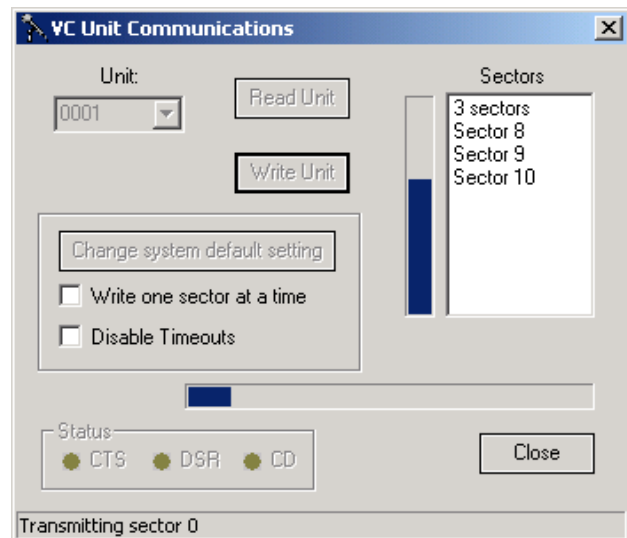 VC Unit Communications
Unit:
0001
Read Unit
Write Unit
Sectors
3 sectors
Sector 8
Sector 9
Sector 10
Change system default setting
Write one sector at a time
Disable Timeouts
Status
CTS DSR CD
Close
Transmitting sector 0